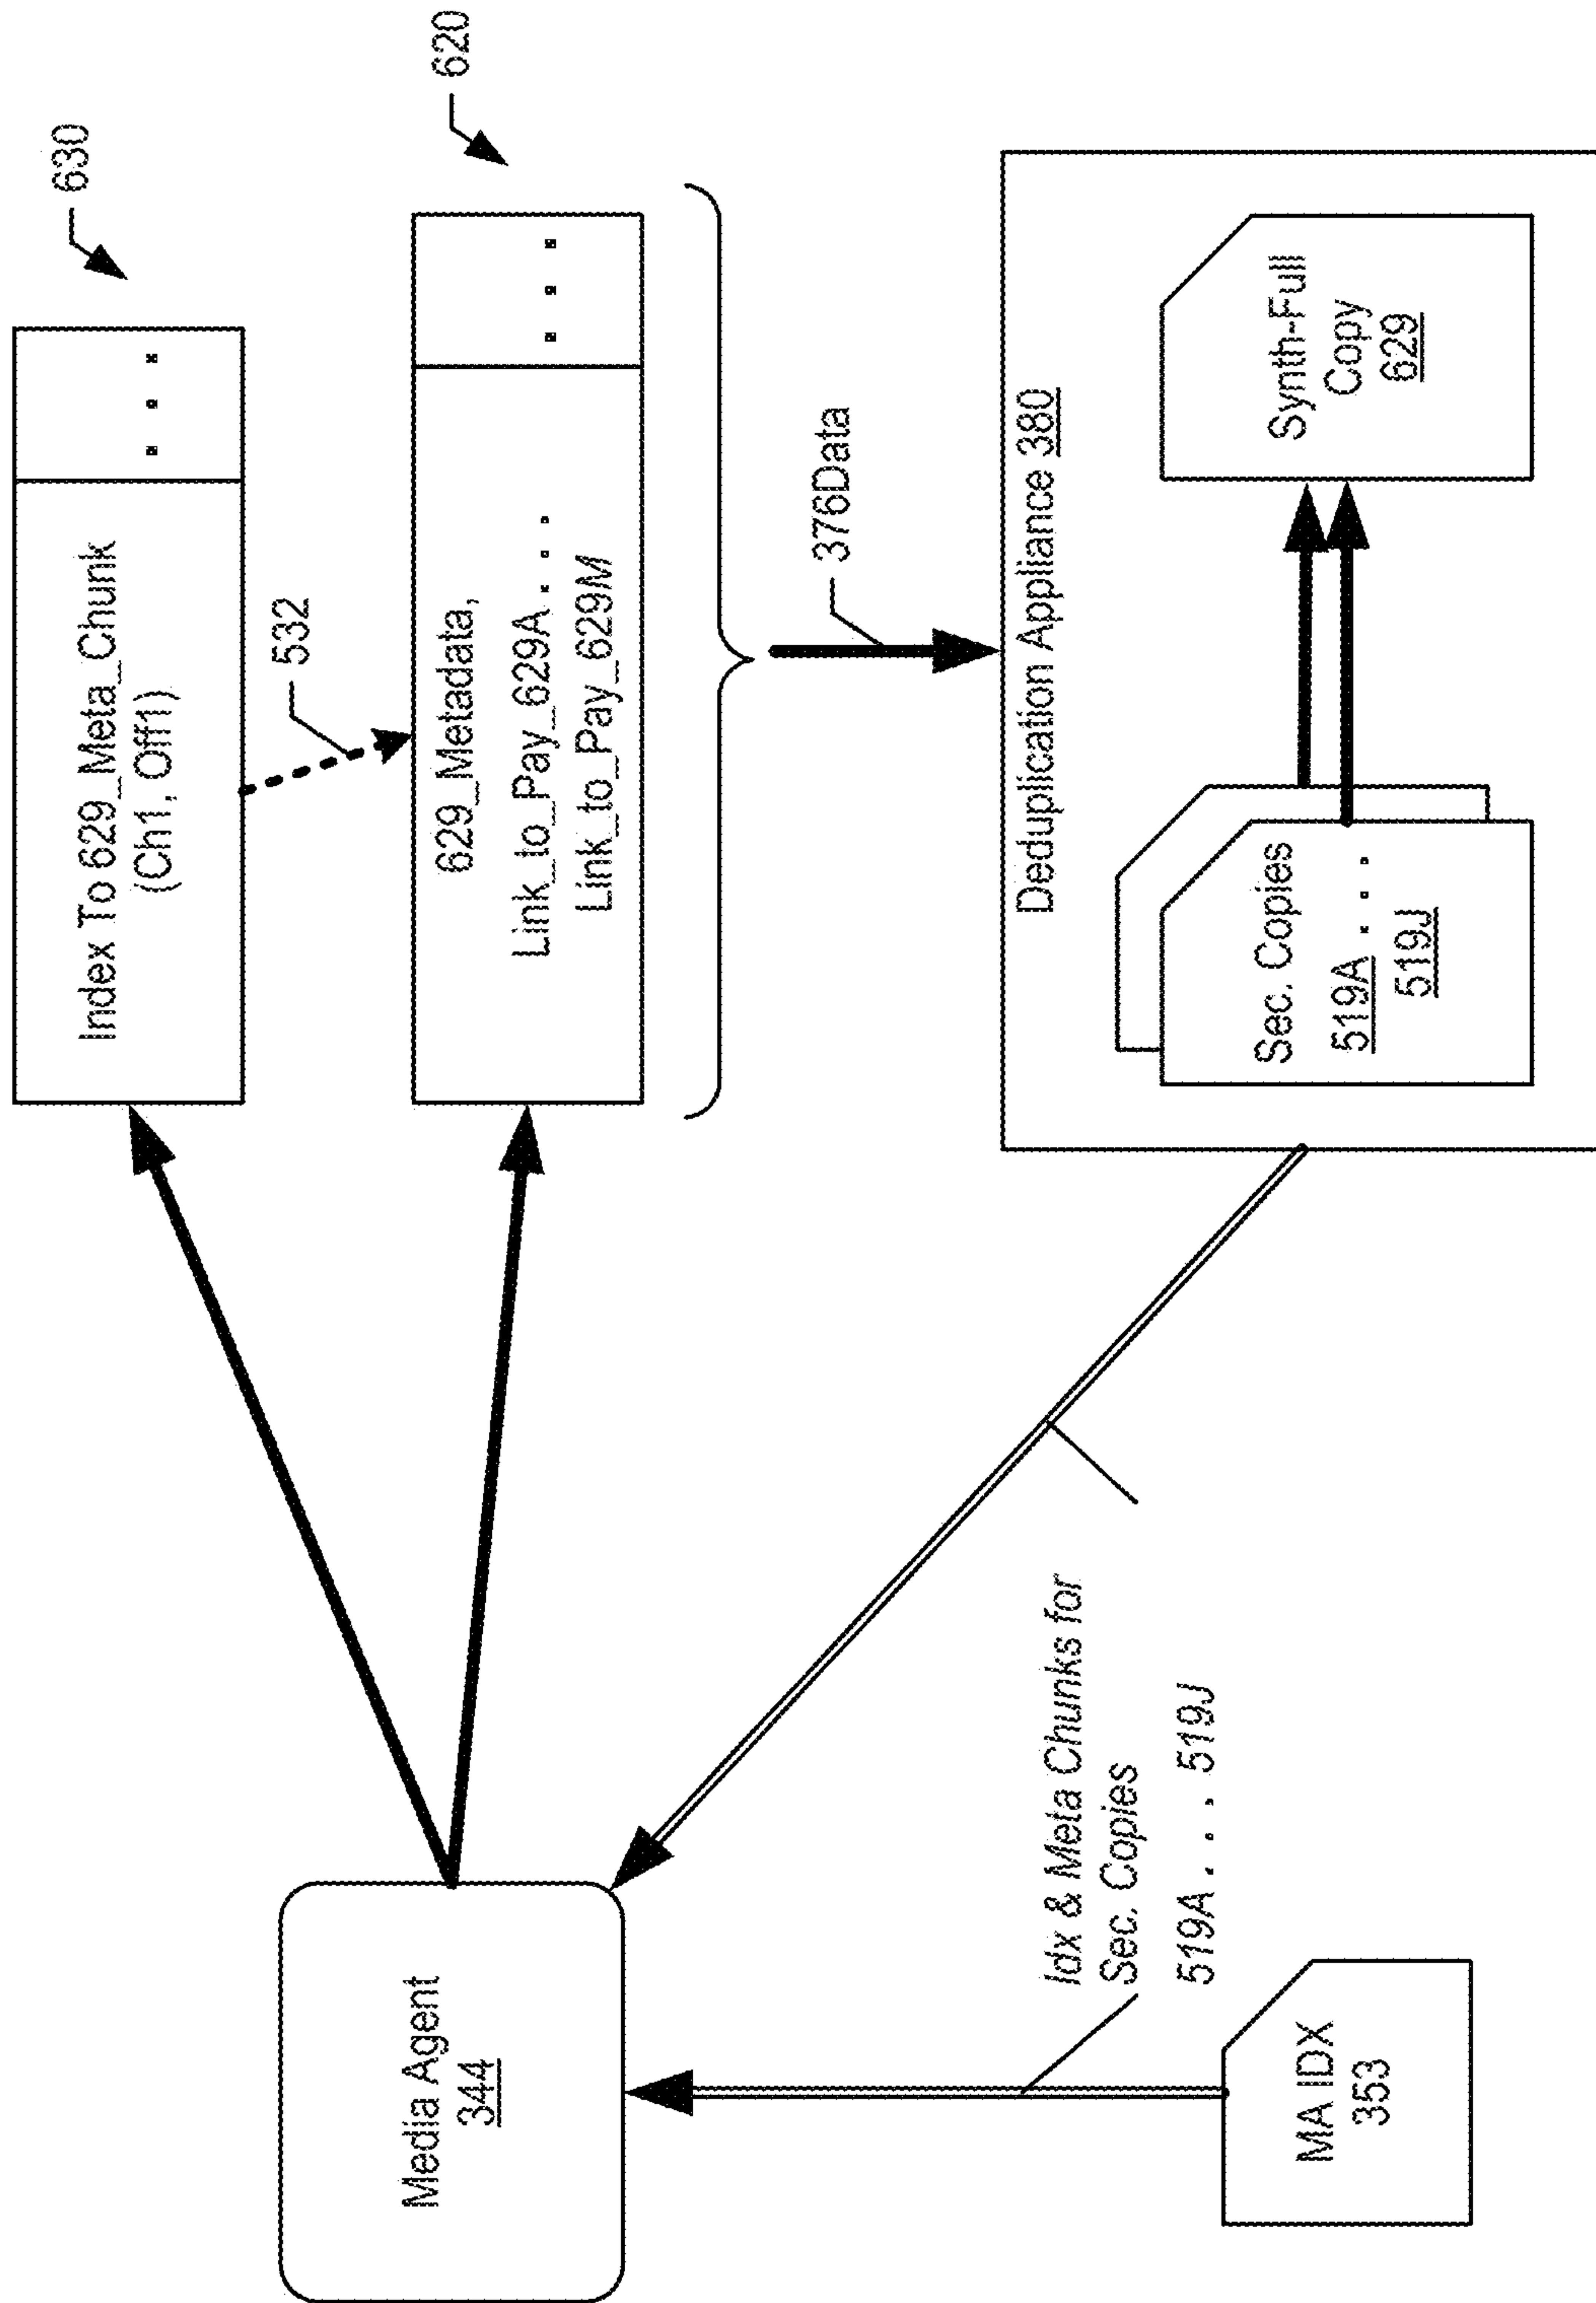 Media Agent
344
MA IDX
353
Idx & Meta Chunks for
Sec. Copies
519A . . . 519J
Index To 629_Meta_Chunk
(Ch1, Off1)
. . .
630
532
629_Metadata,
Link_to_Pay_629A . . .
Link_to_Pay_629M
. . .
620
376Data
Deduplication Appliance 380
Sec. Copies
519A . . .
519J
Synth-Full
Copy
629